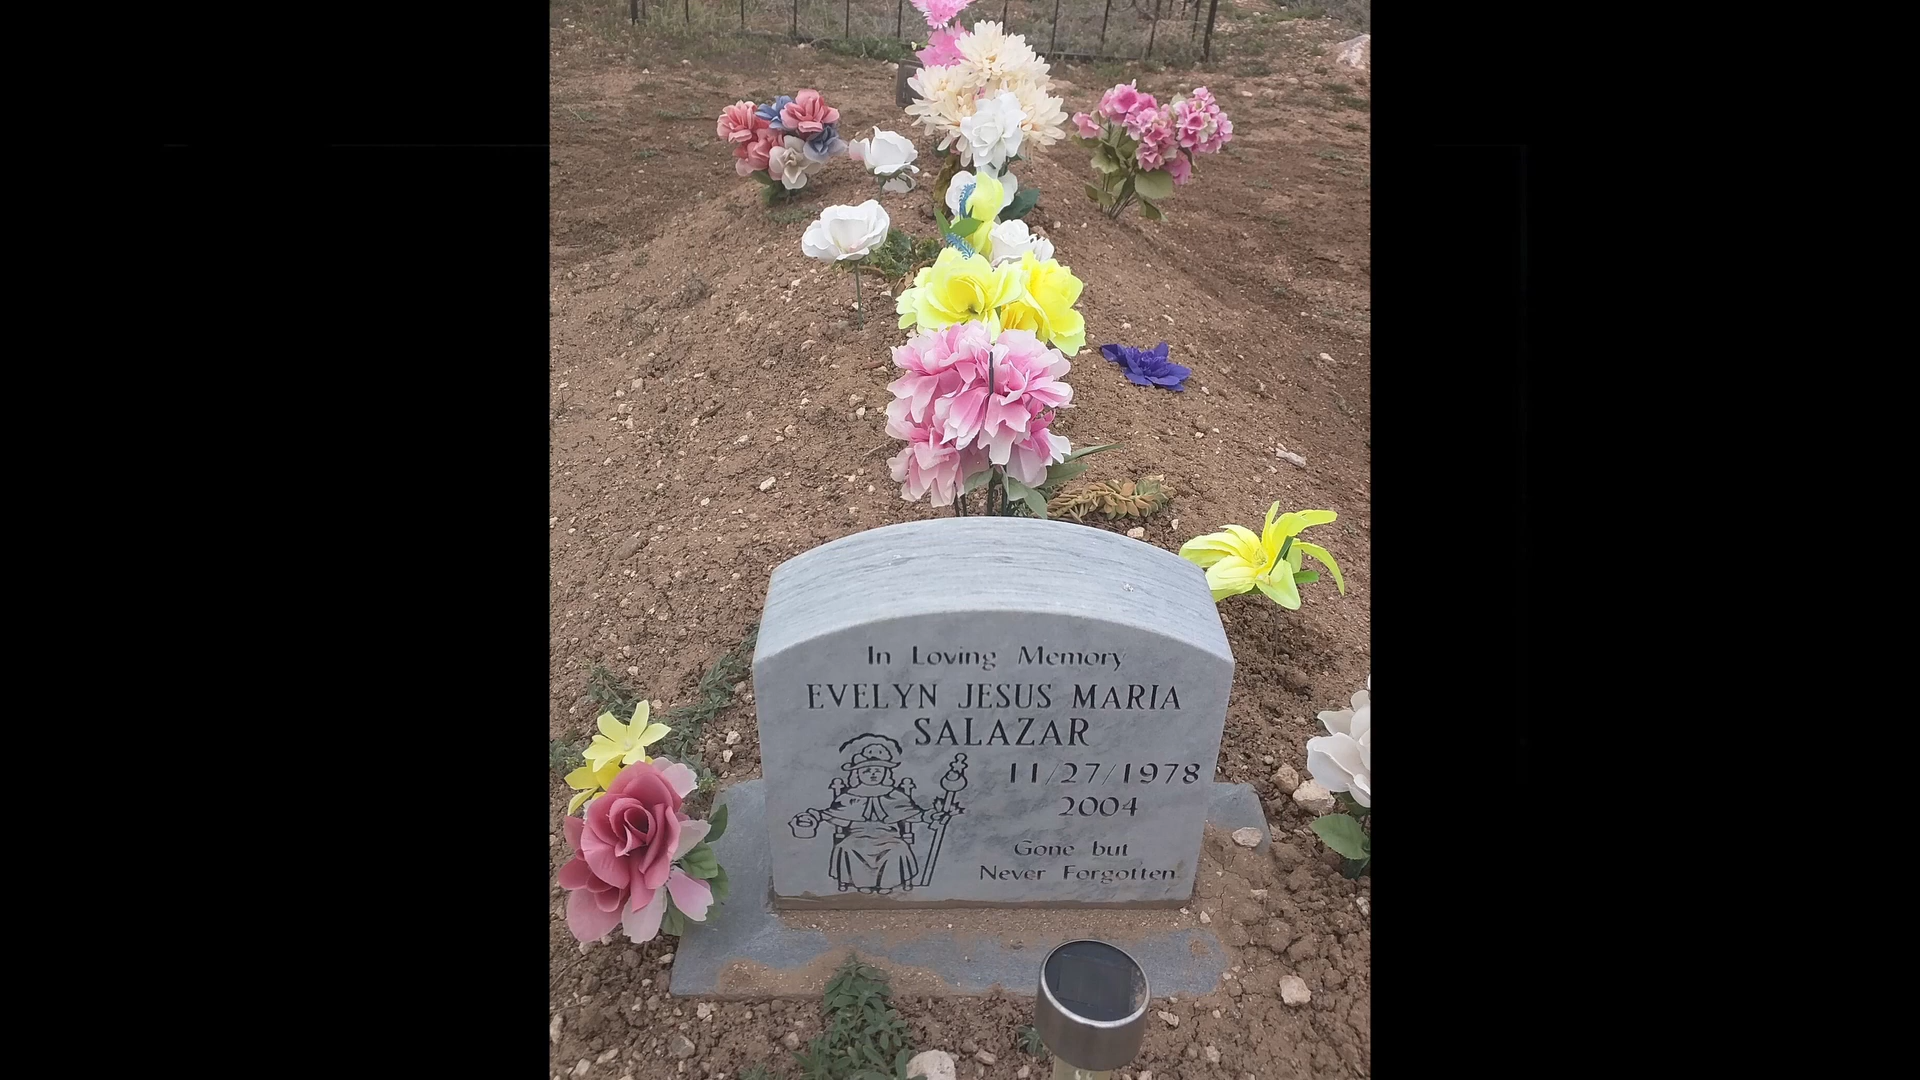 In Loving Memory
EVELYN JESUS MARIA
SALAZAR
11/27/1978
2004
Gone but
Never Forgotten